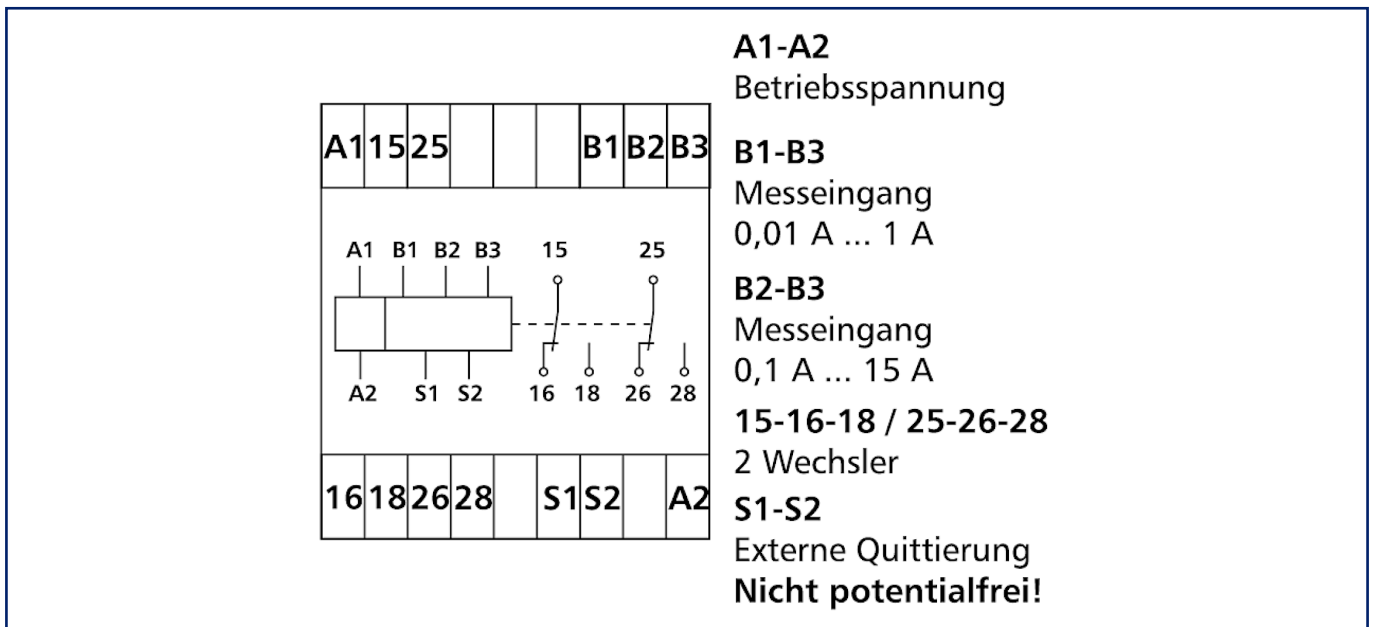 A1 15 25 B1 B2 B3
A1 B1 B2 B3 15 25
A2 S1 S2 16 18 26 28
16 18 26 28 S1 S2 A2
A1-A2
Betriebsspannung
B1-B3
Messeingang
0,01 A ... 1 A
B2-B3
Messeingang
0,1 A ... 15 A
15-16-18 / 25-26-28
2 Wechsler
S1-S2
Externe Quittierung
Nicht potentialfrei!